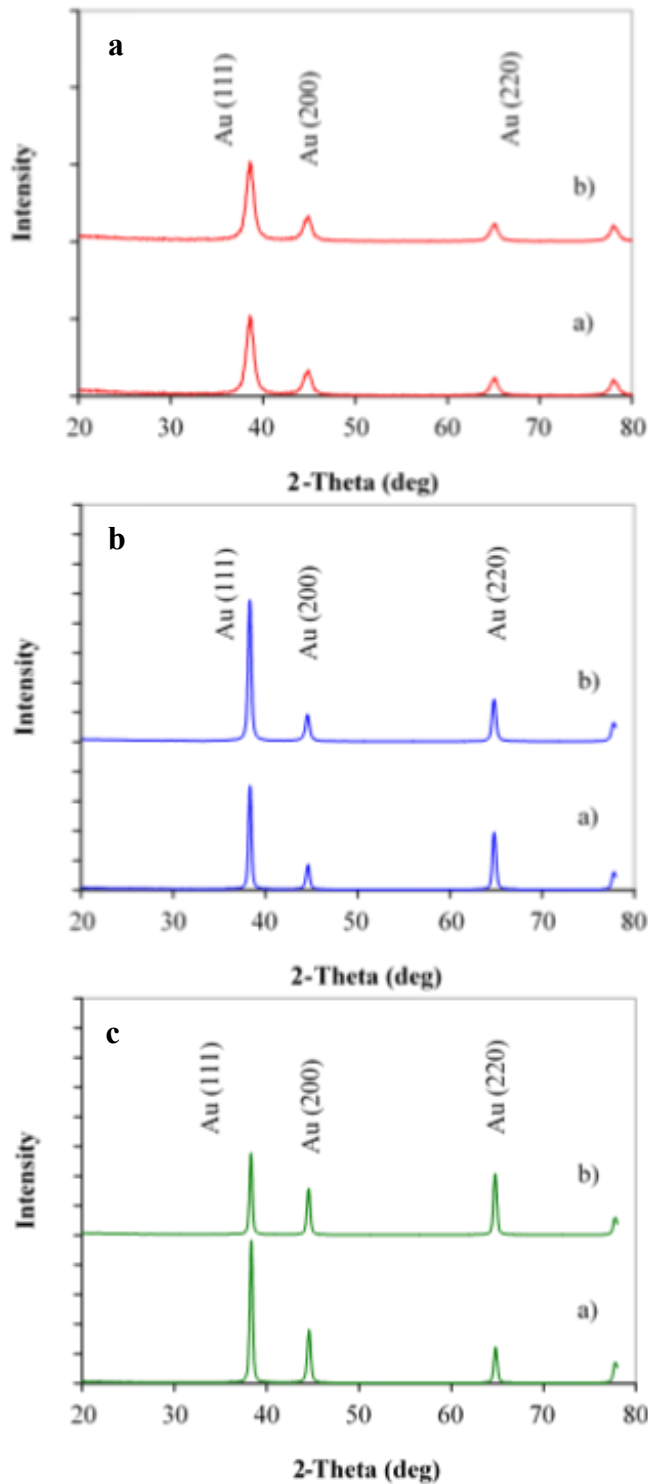 a
Au (111)
Au (200)
Au (220)
b)
a)
Intensity
20 30 40 50 60 70 80
2-Theta (deg)
b
Au (111)
Au (200)
Au (220)
b)
a)
Intensity
20 30 40 50 60 70 80
2-Theta (deg)
c
Au (111)
Au (200)
Au (220)
b)
a)
Intensity
20 30 40 50 60 70 80
2-Theta (deg)